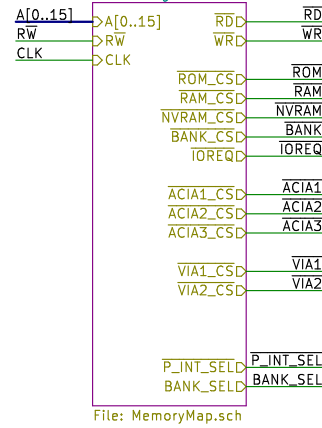 A[0..15] A[0..15] RD RD
RW RW WR WR
CLK CLK
ROM_CS ROM
RAM_CS RAM
NVRAM_CS NVRAM
BANK_CS BANK
IOREQ IOREQ
ACIA1_CS ACIA1
ACIA2_CS ACIA2
ACIA3_CS ACIA3
VIA1_CS VIA1
VIA2_CS VIA2
P_INT_SEL P_INT_SEL
BANK_SEL BANK_SEL
File: MemoryMap.sch